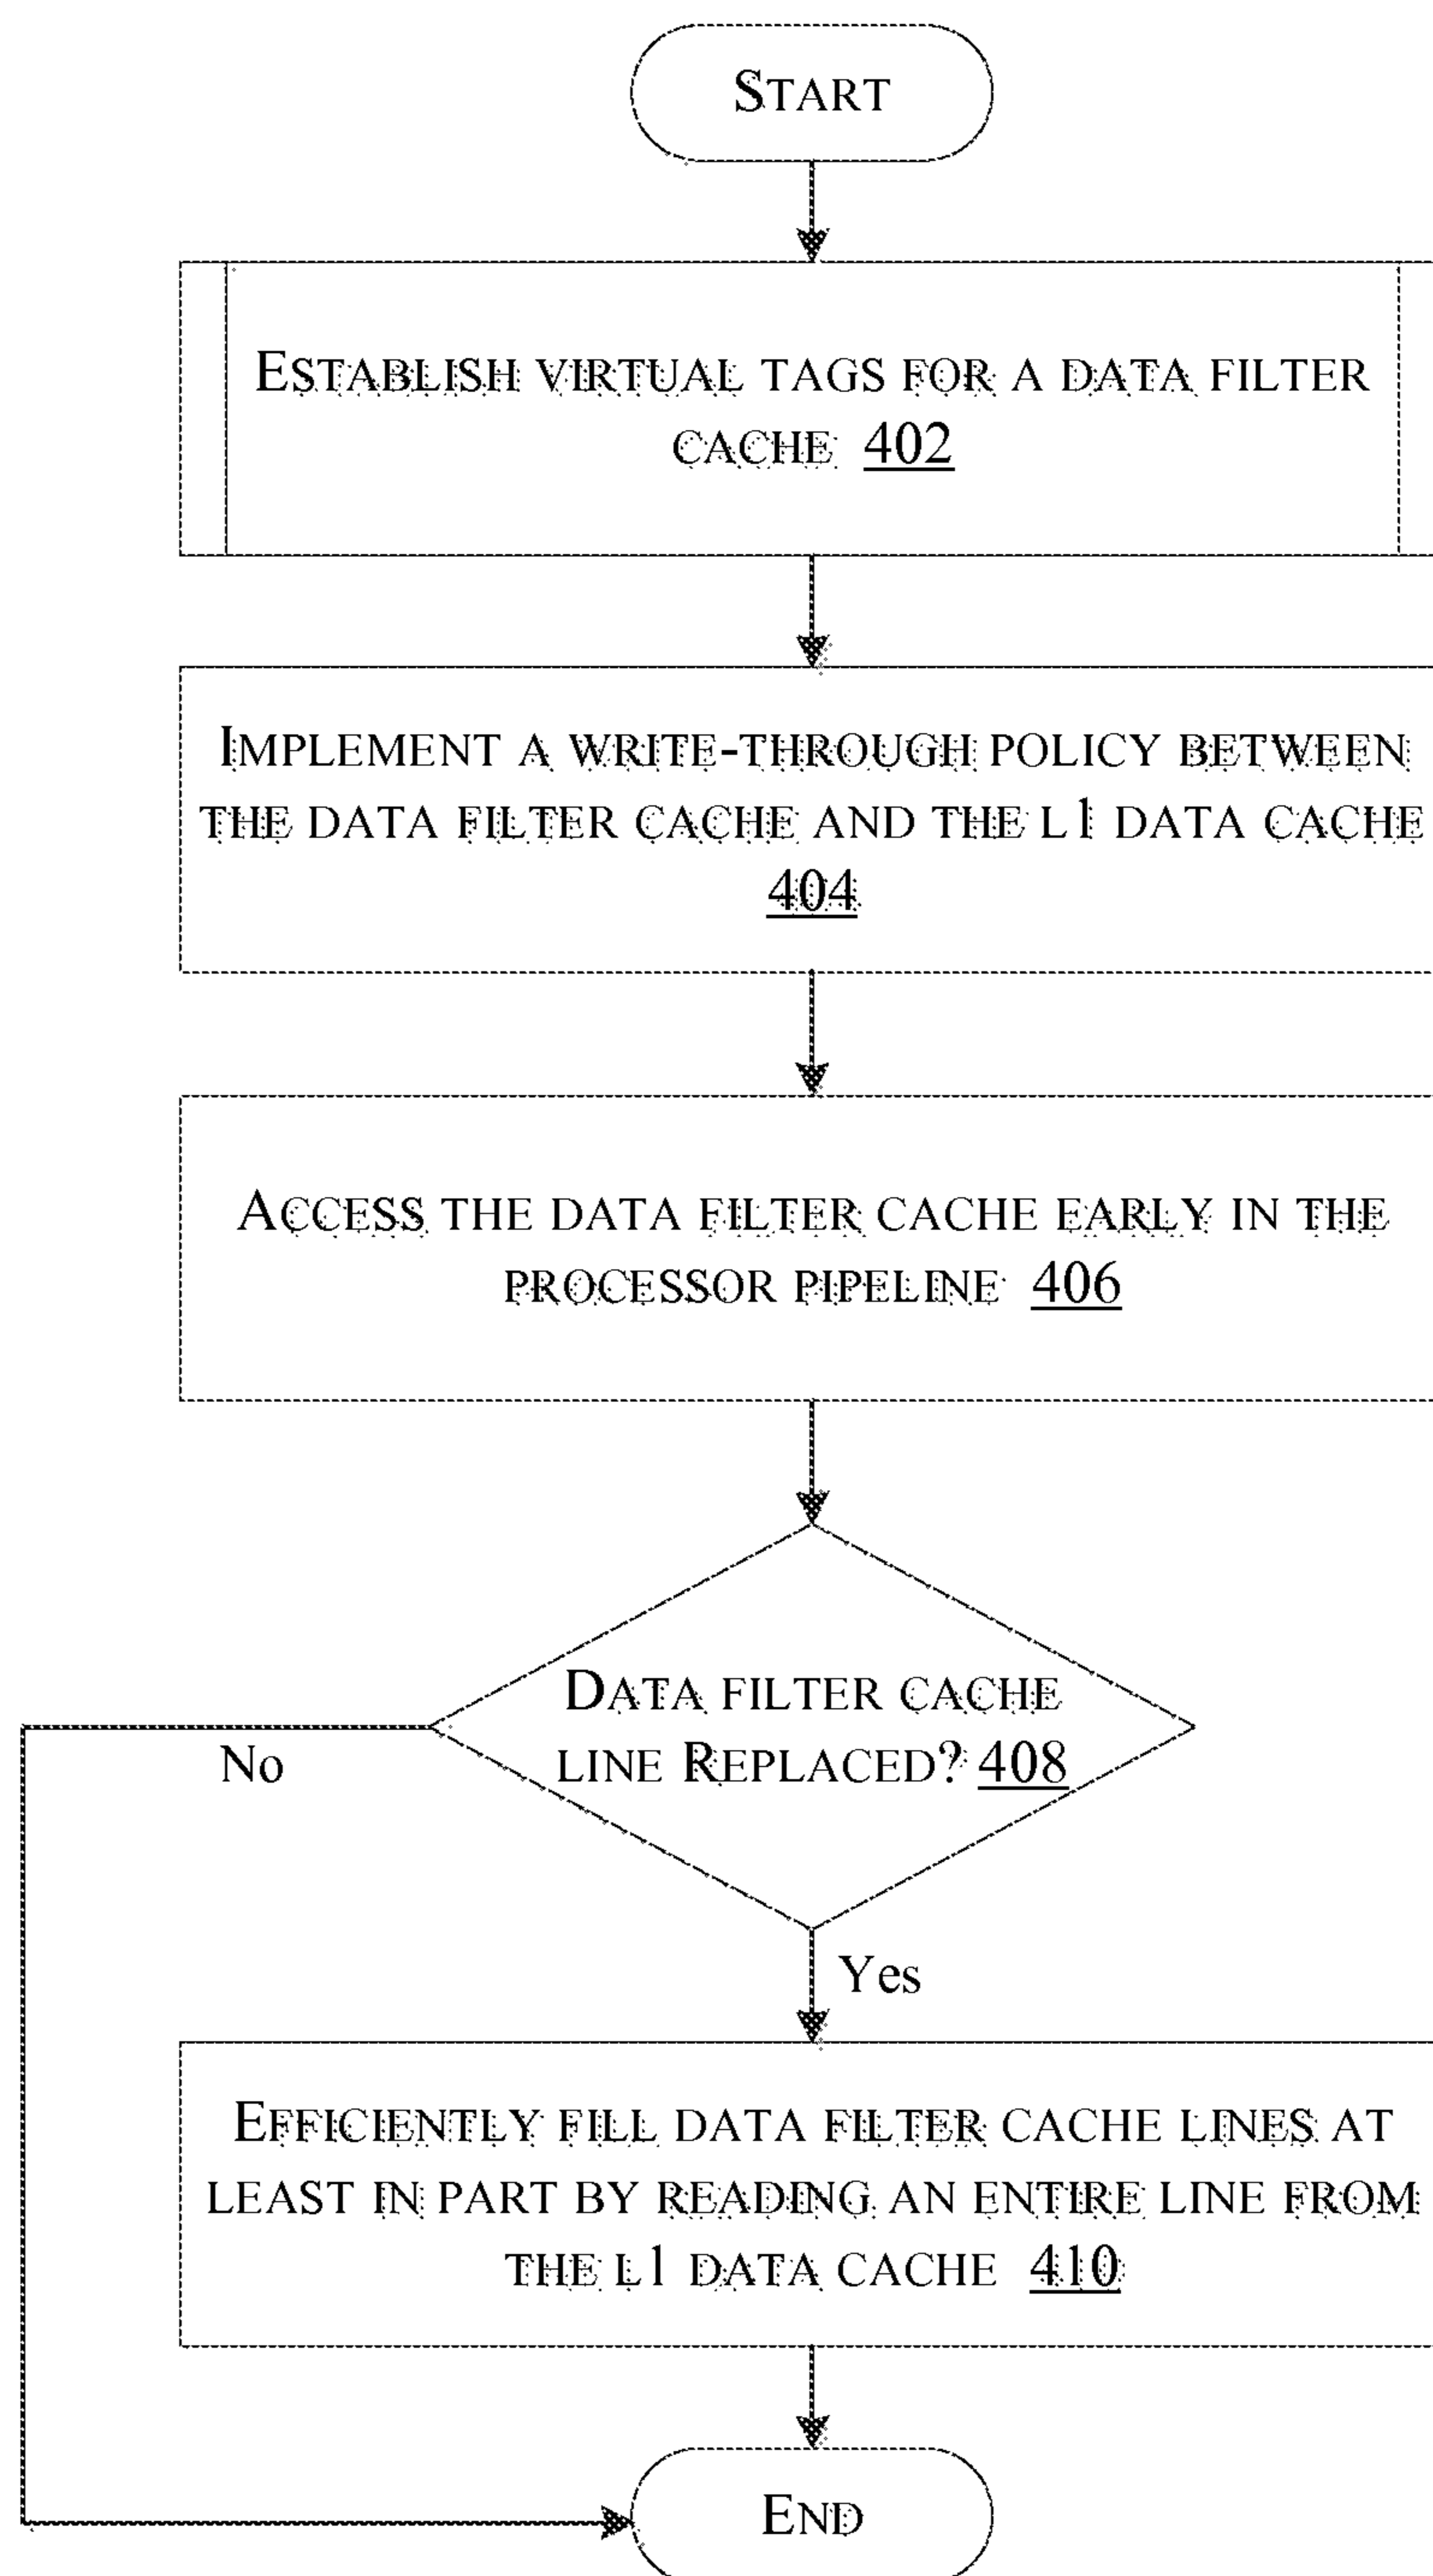 START
ESTABLISH VIRTUAL TAGS FOR A DATA FILTER
CACHE 402
IMPLEMENT A WRITE-THROUGH POLICY BETWEEN
THE DATA FILTER CACHE AND THE L1 DATA CACHE
404
ACCESS THE DATA FILTER CACHE EARLY IN THE
PROCESSOR PIPELINE 406
DATA FILTER CACHE
LINE REPLACED? 408
No
Yes
EFFICIENTLY FILL DATA FILTER CACHE LINES AT
LEAST IN PART BY READING AN ENTIRE LINE FROM
THE L1 DATA CACHE 410
END